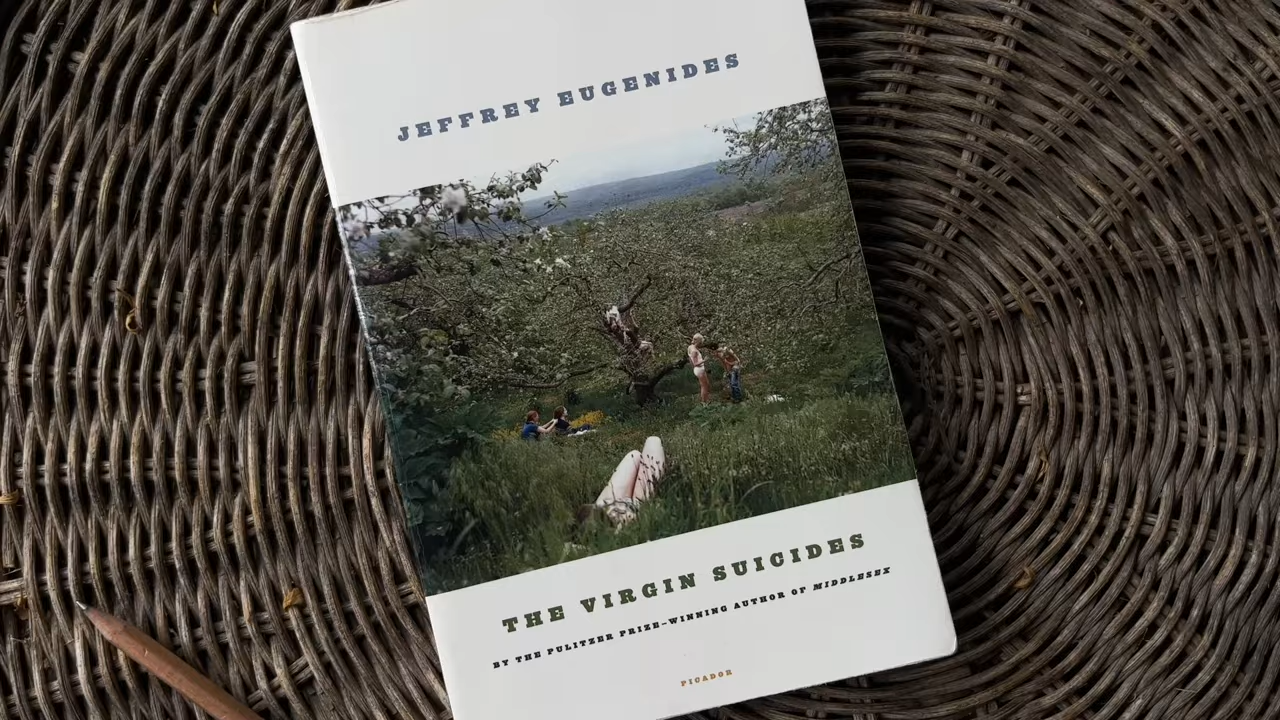 JEFFREY EUGENIDES
THE VIRGIN SUICIDES
BY THE PULITZER PRIZE-WINNING AUTHOR OF MIDDLESEX
PICADOR